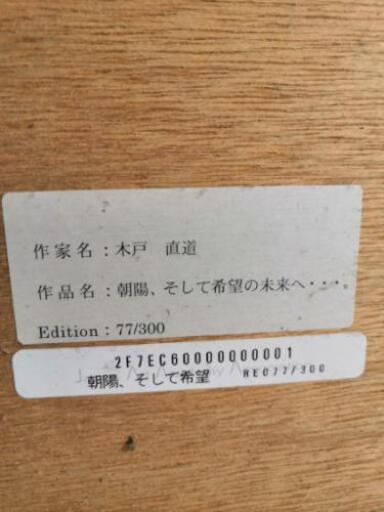 作家名：木戸　直道
作品名：朝陽、そして希望の未来へ・・・
Edition：77/300
2F7EC60000000001
朝陽、そして希望 RE077/300